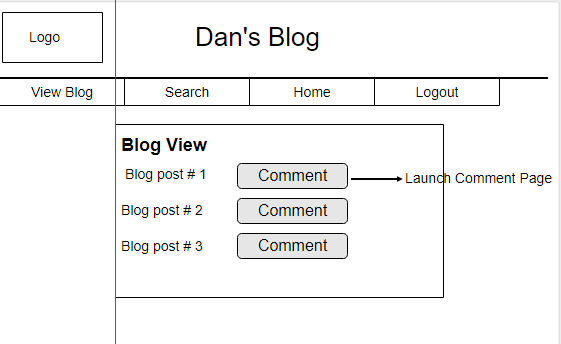 Logo
Dan's Blog
View Blog Search Home Logout
Blog View
Blog post # 1 Comment Launch Comment Page
Blog post # 2 Comment
Blog post # 3 Comment